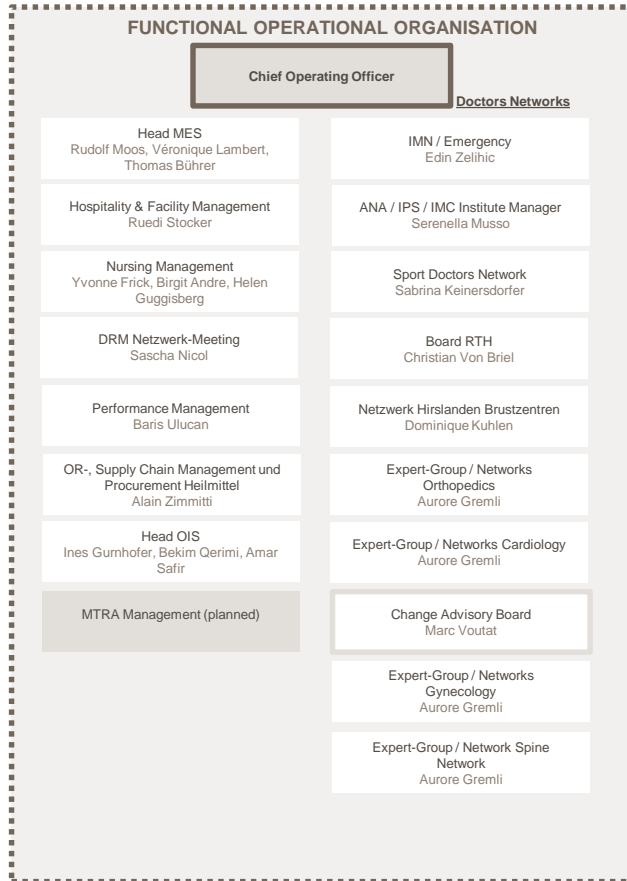 FUNCTIONAL OPERATIONAL ORGANISATION
Chief Operating Officer
Doctors Networks
Head MES
Rudolf Moos, Véronique Lambert,
Thomas Bührer
Hospitality & Facility Management
Ruedi Stocker
Nursing Management
Yvonne Frick, Birgit Andre, Helen
Guggisberg
DRM Netzwerk-Meeting
Sascha Nicol
Performance Management
Baris Ulucan
OR-, Supply Chain Management und
Procurement Heilmittel
Alain Zimmitti
Head OIS
Ines Gurnhofer, Bekim Qerimi, Amar
Safir
MTRA Management (planned)
IMN / Emergency
Edin Zelihic
ANA / IPS / IMC Institute Manager
Serenella Musso
Sport Doctors Network
Sabrina Keinersdorfer
Board RTH
Christian Von Briel
Netzwerk Hirslanden Brustzentren
Dominique Kuhlen
Expert-Group / Networks
Orthopedics
Aurore Gremli
Expert-Group / Networks Cardiology
Aurore Gremli
Change Advisory Board
Marc Voutat
Expert-Group / Networks
Gynecology
Aurore Gremli
Expert-Group / Network Spine
Network
Aurore Gremli